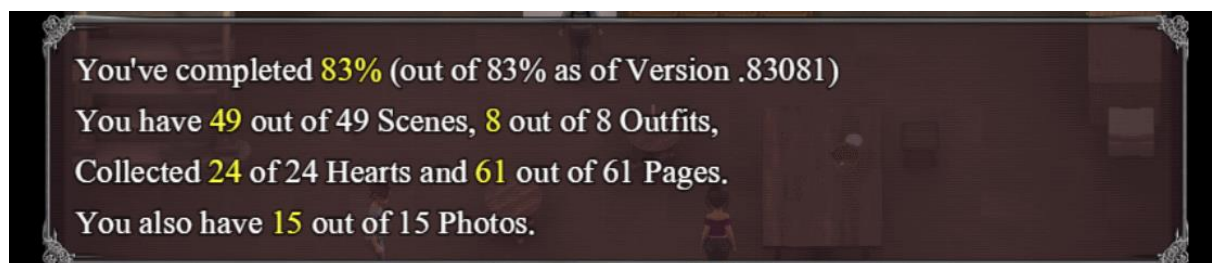 You've completed 83% (out of 83% as of Version .83081)
You have 49 out of 49 Scenes, 8 out of 8 Outfits,
Collected 24 of 24 Hearts and 61 out of 61 Pages.
You also have 15 out of 15 Photos.